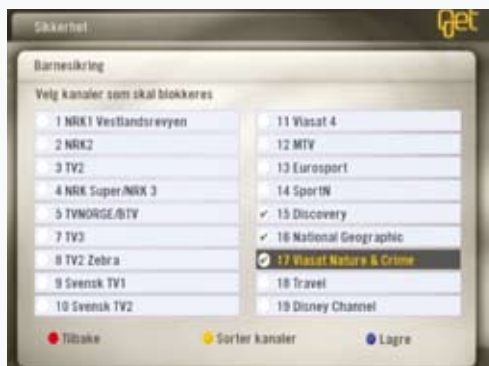 Sikkerhet
get
Barnesikring
Velg kanaler som skal blokkeres
1 NRK1 Vestlandsrevyen
2 NRK2
3 TV2
4 NRK Super/NRK 3
5 TVNORGE/BTV
7 TV3
8 TV2 Zebra
9 Svensk TV1
10 Svensk TV2
11 Viasat 4
12 MTV
13 Eurosport
14 SportN
✓ 15 Discovery
✓ 16 National Geographic
✓ 17 Viasat Nature & Crime
18 Travel
19 Disney Channel
Tilbake
Sorter kanaler
Lagre